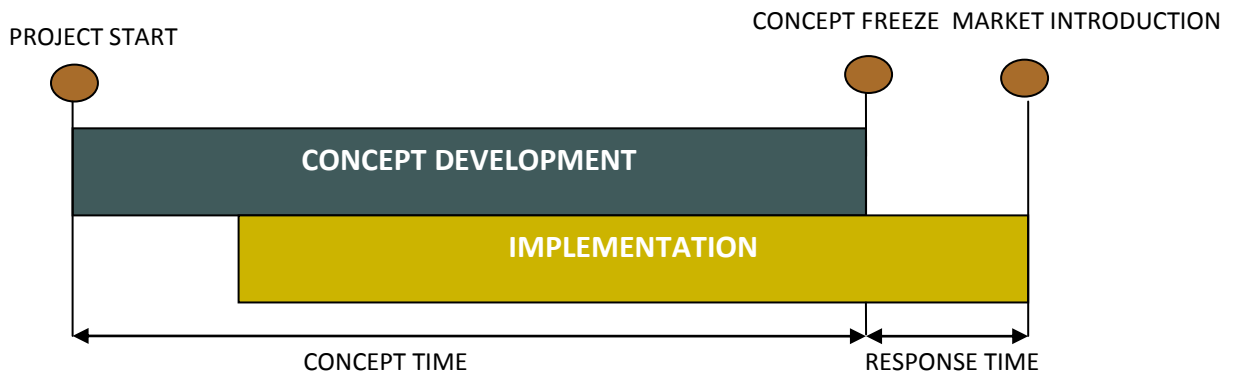 PROJECT START
CONCEPT FREEZE
MARKET INTRODUCTION
CONCEPT DEVELOPMENT
IMPLEMENTATION
CONCEPT TIME
RESPONSE TIME